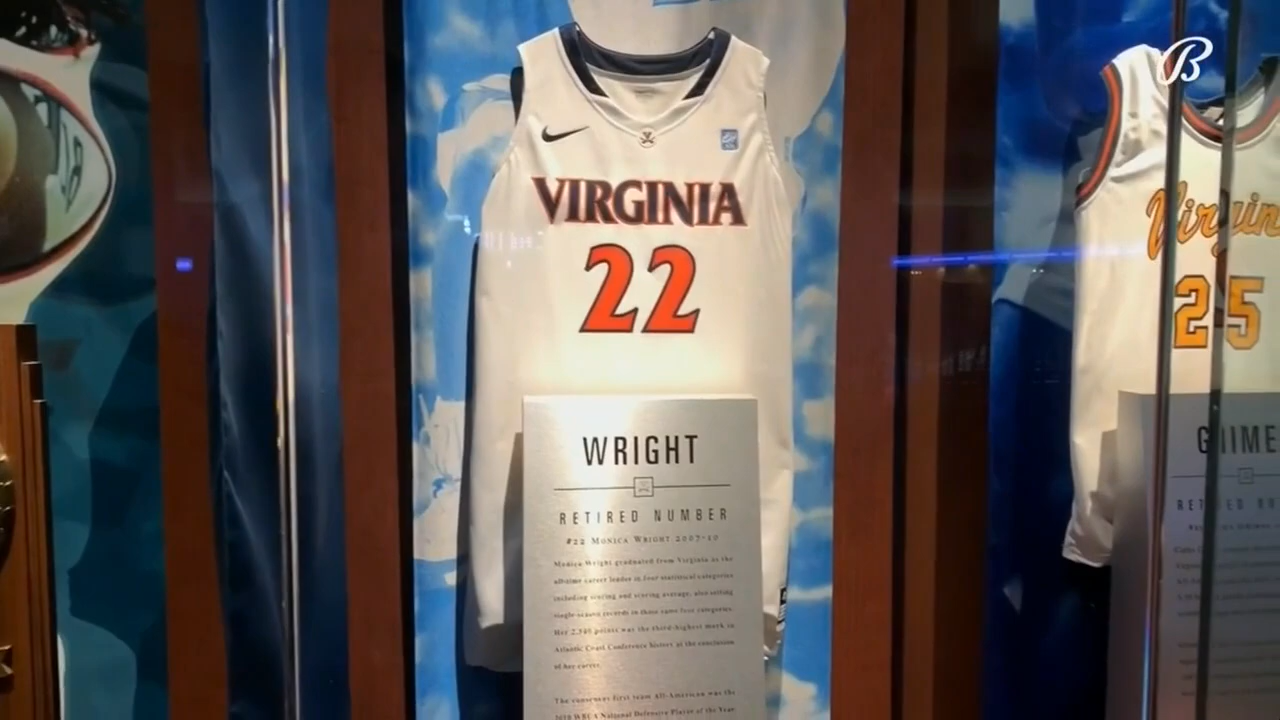 B
VIRGINIA
22
WRIGHT
RETIRED NUMBER
#22 MONICA WRIGHT 2007-10
Monica Wright graduated from Virginia as the
all-time career leader in four statistical categories
including scoring and scoring average, also setting
single-season records in those same four categories.
Her 2,540 points was the third-highest mark in
Atlantic Coast Conference history at the conclusion
of her career.
The consensus first team All-American was the
2010 WBCA National Defensive Player of the Year
Virgin
25
RETIRED